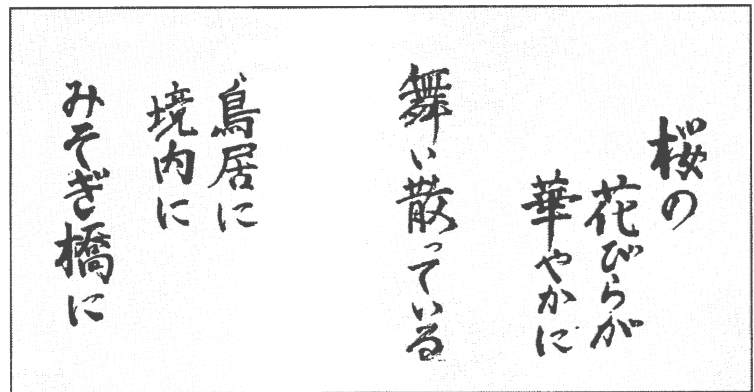 桜の
花びらが
華やかに
舞い散っている
鳥居に
境内に
みそぎ橋に